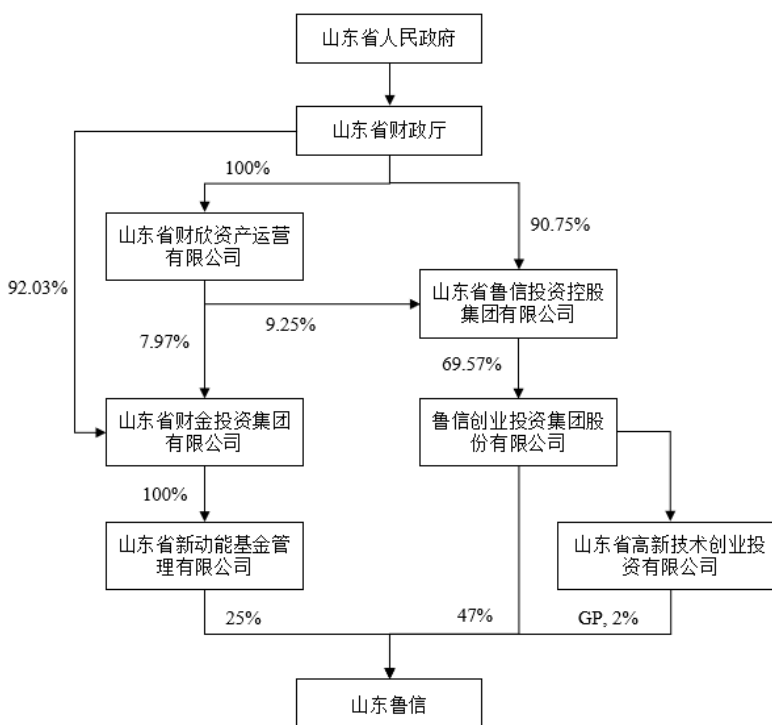 山东省人民政府
山东省财政厅
100%
90.75%
山东省财欣资产运营
有限公司
92.03%
山东省鲁信投资控股
集团有限公司
9.25%
7.97%
69.57%
山东省财金投资集团
有限公司
鲁信创业投资集团股
份有限公司
100%
山东省新动能基金管
理有限公司
山东省高新技术创业投
资有限公司
25%
47%
GP, 2%
山东鲁信